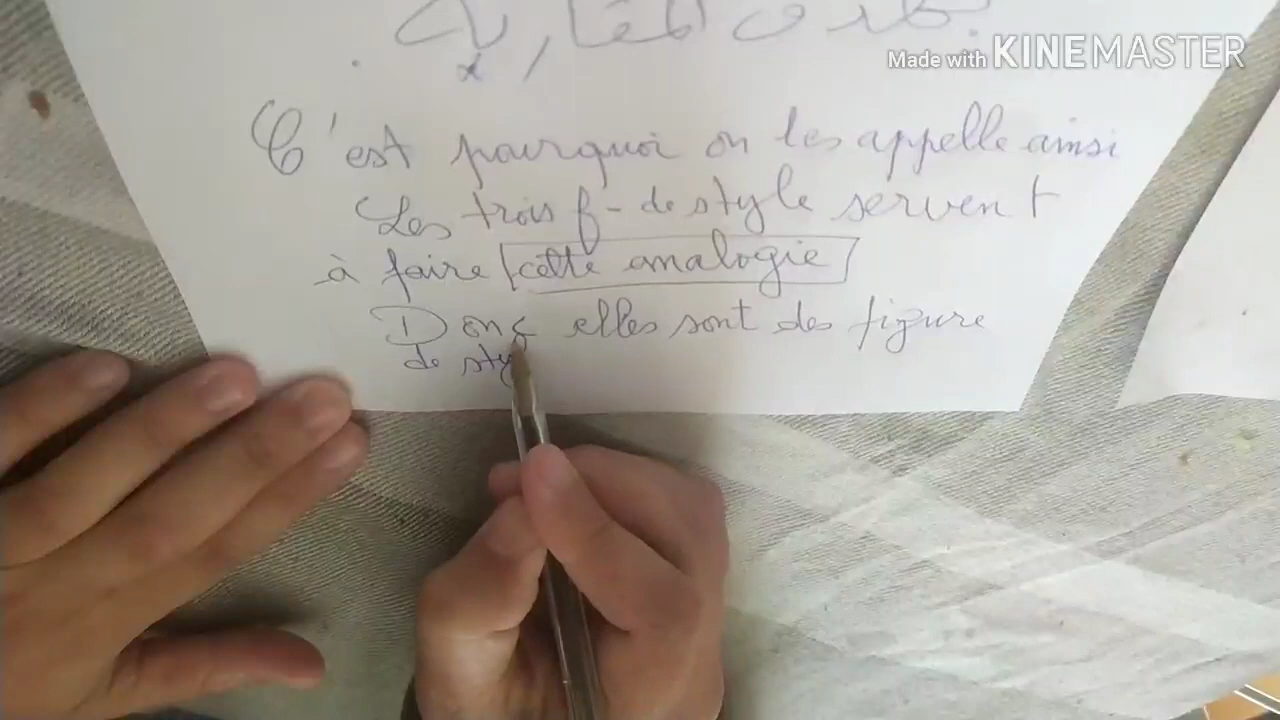 Made with KINEMASTER
C'est pourquoi on les appelle ainsi
Les trois f- de style servent
à faire cette analogie
Donc elles sont des figure
de sty